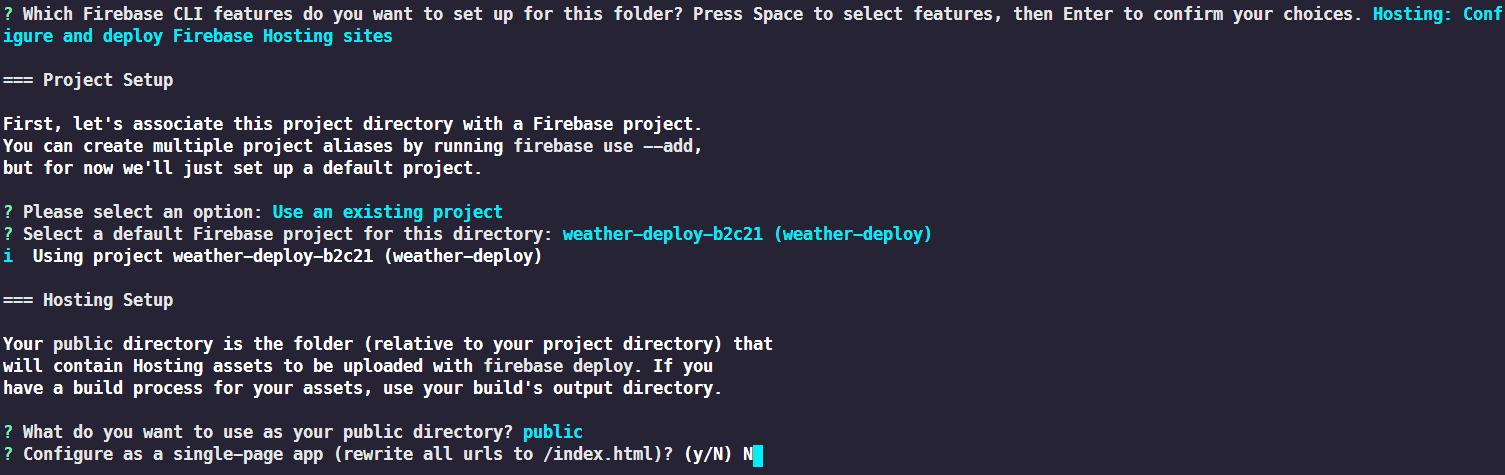 ? Which Firebase CLI features do you want to set up for this folder? Press Space to select features, then Enter to confirm your choices. Hosting: Conf
igure and deploy Firebase Hosting sites
=== Project Setup
First, let's associate this project directory with a Firebase project.
You can create multiple project aliases by running firebase use --add,
but for now we'll just set up a default project.
? Please select an option: Use an existing project
? Select a default Firebase project for this directory: weather-deploy-b2c21 (weather-deploy)
i  Using project weather-deploy-b2c21 (weather-deploy)
=== Hosting Setup
Your public directory is the folder (relative to your project directory) that
will contain Hosting assets to be uploaded with firebase deploy. If you
have a build process for your assets, use your build's output directory.
? What do you want to use as your public directory? public
? Configure as a single-page app (rewrite all urls to /index.html)? (y/N) N